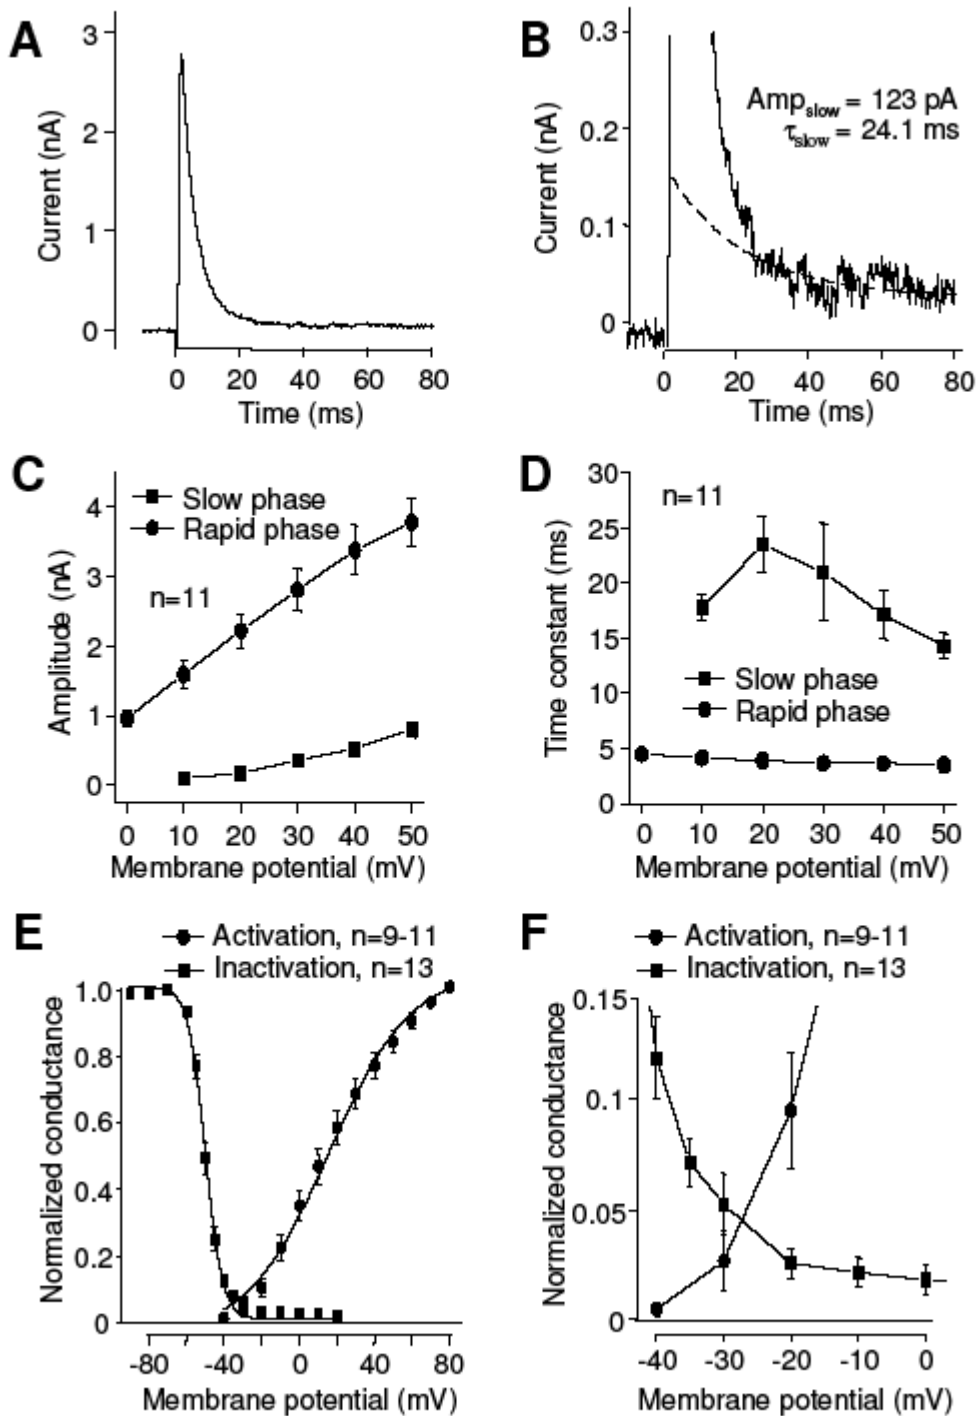 A
Current (nA)
3
2
1
0
0 20 40 60 80
Time (ms)
B
Current (nA)
0.3
0.2
0.1
0
Amp_slow = 123 pA
τ_slow = 24.1 ms
0 20 40 60 80
Time (ms)
C
Amplitude (nA)
4
3
2
1
0
Slow phase
Rapid phase
n=11
0 10 20 30 40 50
Membrane potential (mV)
D
Time constant (ms)
30
25
20
15
10
5
0
n=11
Slow phase
Rapid phase
0 10 20 30 40 50
Membrane potential (mV)
E
Activation, n=9-11
Inactivation, n=13
Normalized conductance
1.0
0.8
0.6
0.4
0.2
0
-80 -40 0 40 80
Membrane potential (mV)
F
Activation, n=9-11
Inactivation, n=13
Normalized conductance
0.15
0.1
0.05
0
-40 -30 -20 -10 0
Membrane potential (mV)